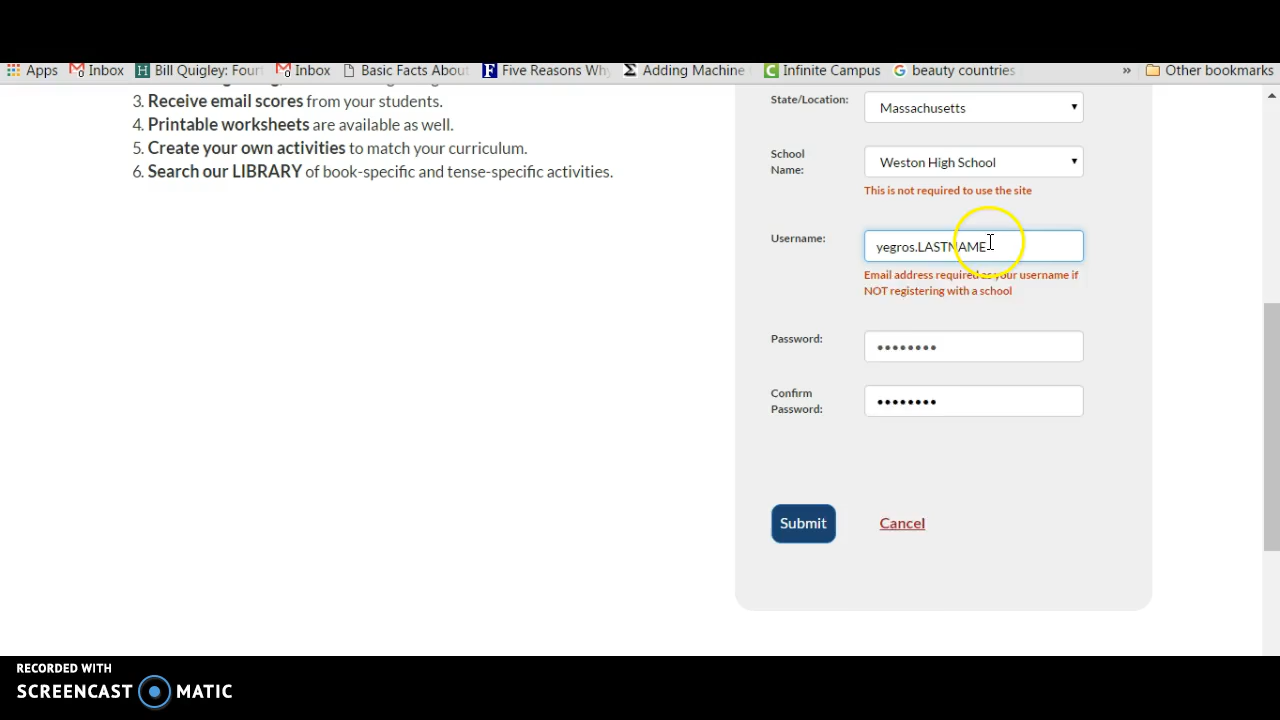 Apps Inbox Bill Quigley: Four Inbox Basic Facts About Five Reasons Why Adding Machine Infinite Campus beauty countries » Other bookmarks
3. Receive email scores from your students.
4. Printable worksheets are available as well.
5. Create your own activities to match your curriculum.
6. Search our LIBRARY of book-specific and tense-specific activities.
State/Location: Massachusetts
School Name: Weston High School
This is not required to use the site
Username: yegros.LASTNAME
Email address required as your username if
NOT registering with a school
Password: ••••••••
Confirm Password: ••••••••
Submit Cancel
RECORDED WITH
SCREENCAST MATIC